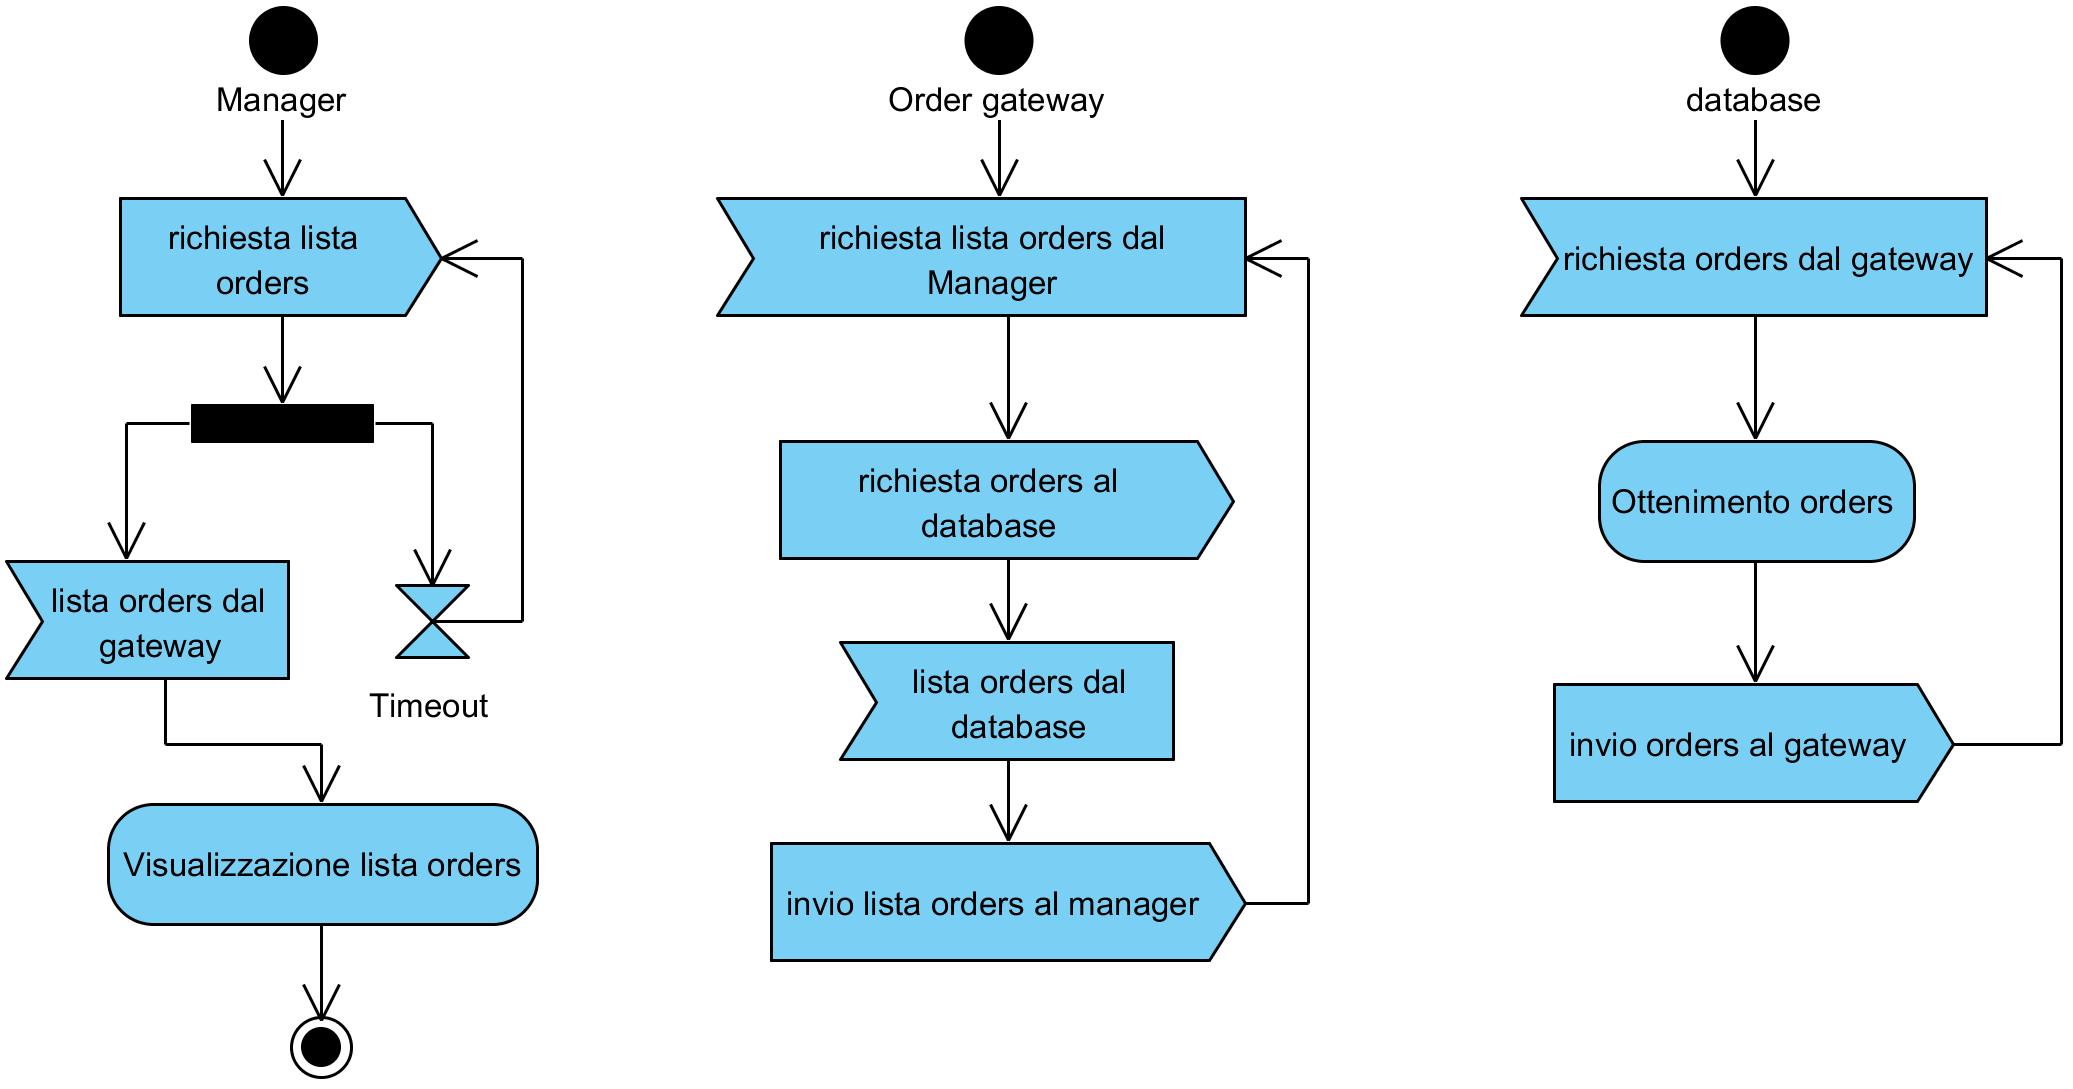 Manager
richiesta lista
orders
lista orders dal
gateway
Timeout
Visualizzazione lista orders
Order gateway
richiesta lista orders dal
Manager
richiesta orders al
database
lista orders dal
database
invio lista orders al manager
database
richiesta orders dal gateway
Ottenimento orders
invio orders al gateway